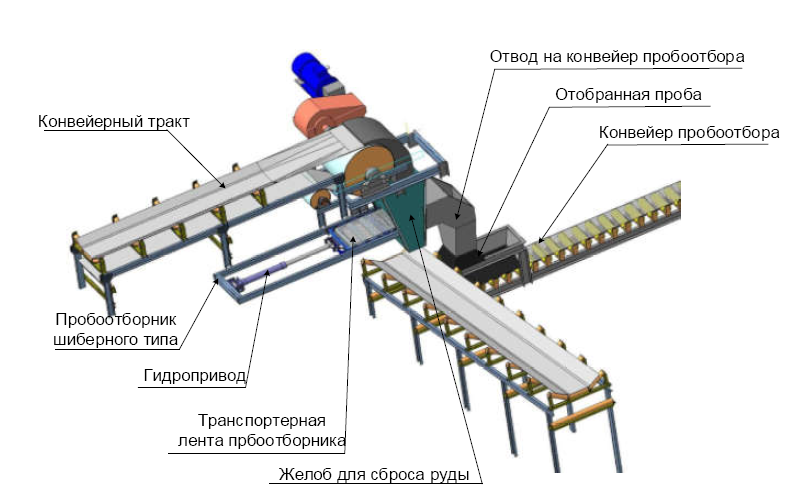 Отвод на конвейер пробоотбора
Отобранная проба
Конвейерный тракт
Конвейер пробоотбора
Пробоотборник
шиберного типа
Гидропривод
Транспортерная
лента прбоотборника
Желоб для сброса руды